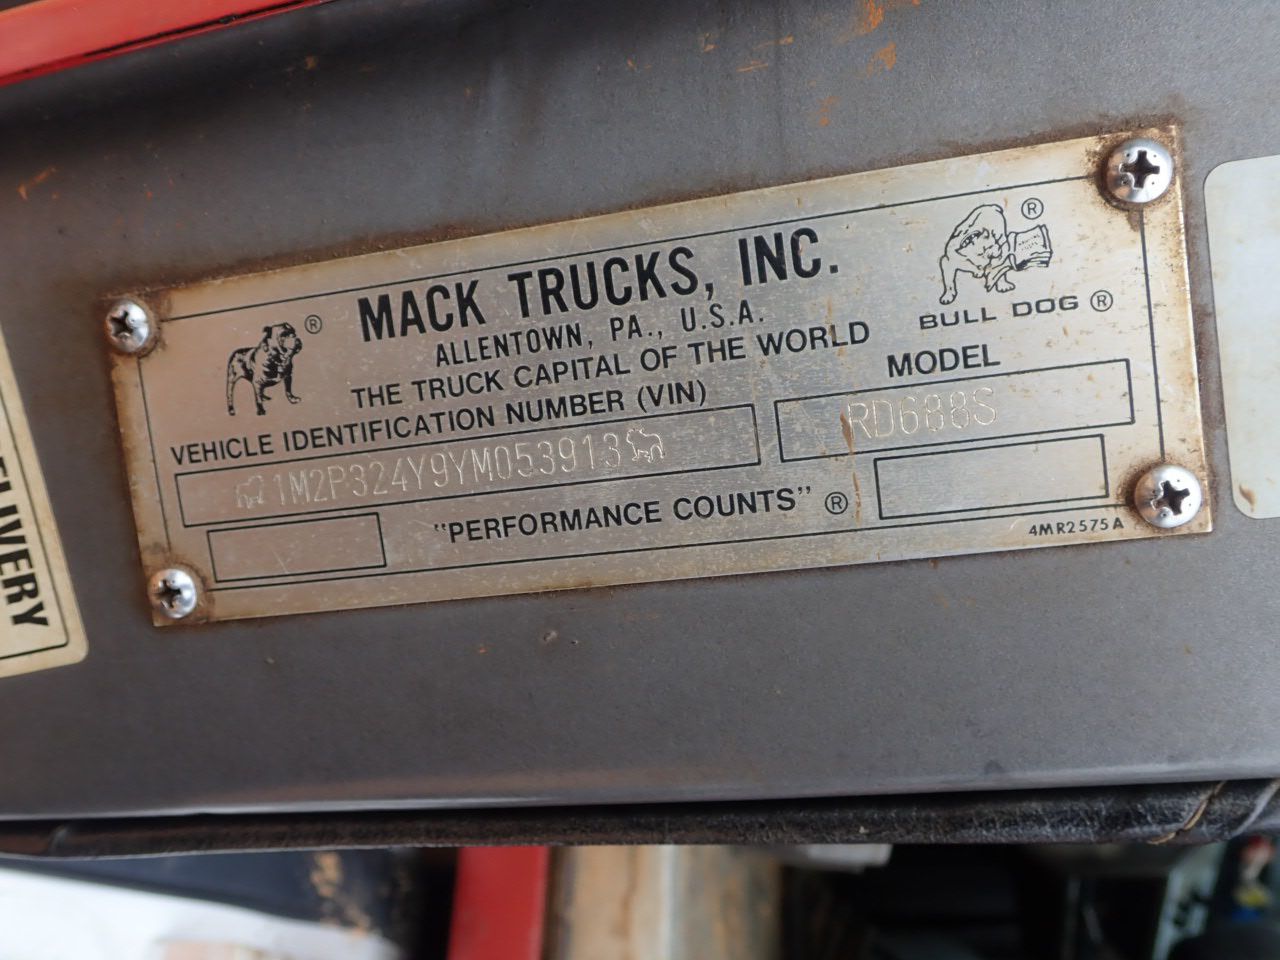 MACK TRUCKS, INC.
ALLENTOWN, PA., U.S.A.
THE TRUCK CAPITAL OF THE WORLD
®
BULL DOG ®
®
VEHICLE IDENTIFICATION NUMBER (VIN)
MODEL
1M2P324Y9YM053913
RD688S
"PERFORMANCE COUNTS" ®
4MR2575A